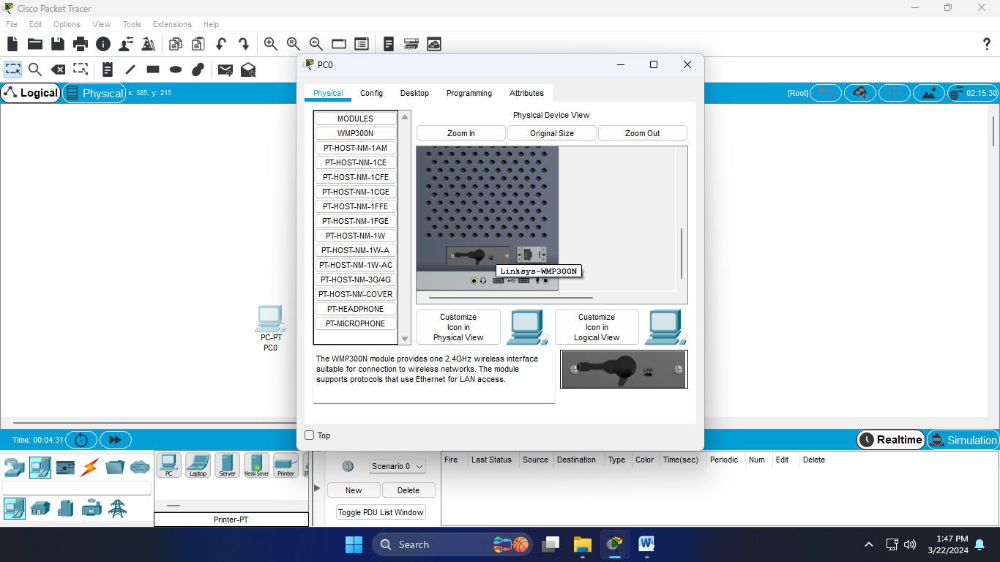 Cisco Packet Tracer
File Edit Options View Tools Extensions Help
Logical
Physical
x: 385, y: 215
[Root]
02:15:30
PC-PT
PC0
PC0
Physical Config Desktop Programming Attributes
MODULES
WMP300N
PT-HOST-NM-1AM
PT-HOST-NM-1CE
PT-HOST-NM-1CFE
PT-HOST-NM-1CGE
PT-HOST-NM-1FFE
PT-HOST-NM-1FGE
PT-HOST-NM-1W
PT-HOST-NM-1W-A
PT-HOST-NM-1W-AC
PT-HOST-NM-3G/4G
PT-HOST-NM-COVER
PT-HEADPHONE
PT-MICROPHONE
Physical Device View
Zoom In Original Size Zoom Out
Linksys-WMP300N
Customize
Icon in
Physical View
Customize
Icon in
Logical View
The WMP300N module provides one 2.4GHz wireless interface
suitable for connection to wireless networks. The module
supports protocols that use Ethernet for LAN access.
LINK
Top
Time: 00:04:31
Realtime
Simulation
PC Laptop Server Meraki Server Printer
Printer-PT
Scenario 0
New Delete
Toggle PDU List Window
Fire Last Status Source Destination Type Color Time(sec) Periodic Num Edit Delete
Search
1:47 PM
3/22/2024